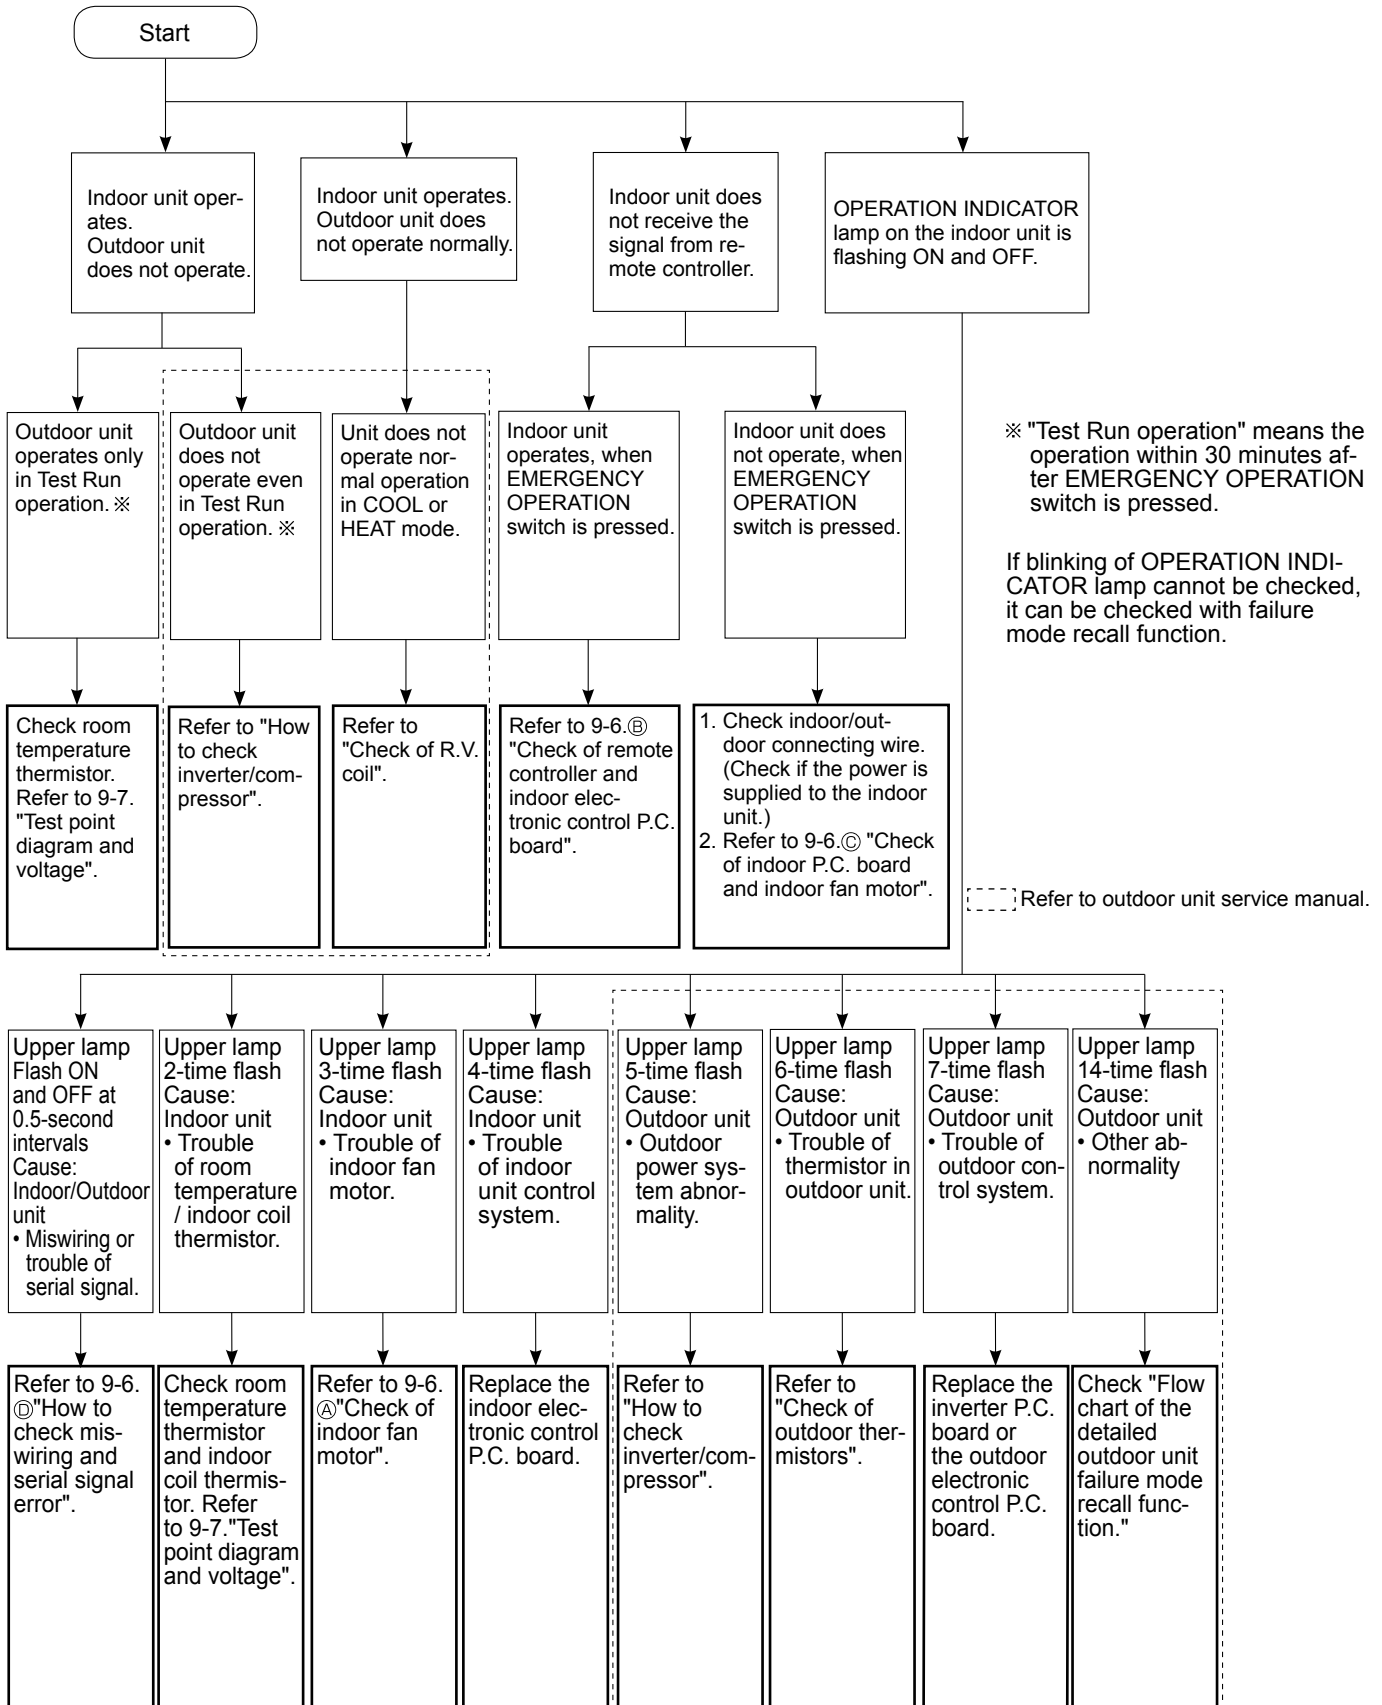 Start
Indoor unit oper-
ates.
Outdoor unit
does not operate.
Indoor unit operates.
Outdoor unit does
not operate normally.
Indoor unit does
not receive the
signal from re-
mote controller.
OPERATION INDICATOR
lamp on the indoor unit is
flashing ON and OFF.
Outdoor unit
operates only
in Test Run
operation. ※
Outdoor unit
does not
operate even
in Test Run
operation. ※
Unit does not
operate nor-
mal operation
in COOL or
HEAT mode.
Indoor unit
operates, when
EMERGENCY
OPERATION
switch is pressed.
Indoor unit does
not operate, when
EMERGENCY
OPERATION
switch is pressed.
※ "Test Run operation" means the
operation within 30 minutes af-
ter EMERGENCY OPERATION
switch is pressed.
If blinking of OPERATION INDI-
CATOR lamp cannot be checked,
it can be checked with failure
mode recall function.
Check room
temperature
thermistor.
Refer to 9-7.
"Test point
diagram and
voltage".
Refer to "How
to check
inverter/com-
pressor".
Refer to
"Check of R.V.
coil".
Refer to 9-6.Ⓑ
"Check of remote
controller and
indoor elec-
tronic control P.C.
board".
1. Check indoor/out-
door connecting wire.
(Check if the power is
supplied to the indoor
unit.)
2. Refer to 9-6.Ⓒ "Check
of indoor P.C. board
and indoor fan motor".
Refer to outdoor unit service manual.
Upper lamp
Flash ON
and OFF at
0.5-second
intervals
Cause:
Indoor/Outdoor
unit
• Miswiring or
trouble of
serial signal.
Upper lamp
2-time flash
Cause:
Indoor unit
• Trouble
of room
temperature
/ indoor coil
thermistor.
Upper lamp
3-time flash
Cause:
Indoor unit
• Trouble of
indoor fan
motor.
Upper lamp
4-time flash
Cause:
Indoor unit
• Trouble
of indoor
unit control
system.
Upper lamp
5-time flash
Cause:
Outdoor unit
• Outdoor
power sys-
tem abnor-
mality.
Upper lamp
6-time flash
Cause:
Outdoor unit
• Trouble of
thermistor in
outdoor unit.
Upper lamp
7-time flash
Cause:
Outdoor unit
• Trouble of
outdoor con-
trol system.
Upper lamp
14-time flash
Cause:
Outdoor unit
• Other ab-
normality
Refer to 9-6.
Ⓓ"How to
check mis-
wiring and
serial signal
error".
Check room
temperature
thermistor
and indoor
coil thermis-
tor. Refer
to 9-7."Test
point diagram
and voltage".
Refer to 9-6.
Ⓐ"Check of
indoor fan
motor".
Replace the
indoor elec-
tronic control
P.C. board.
Refer to
"How to
check
inverter/com-
pressor".
Refer to
"Check of
outdoor ther-
mistors".
Replace the
inverter P.C.
board or
the outdoor
electronic
control P.C.
board.
Check "Flow
chart of the
detailed
outdoor unit
failure mode
recall func-
tion."